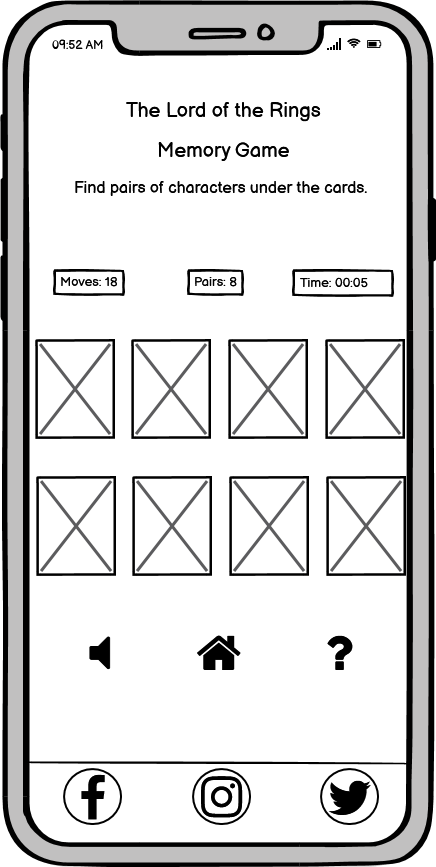 09:52 AM
The Lord of the Rings
Memory Game
Find pairs of characters under the cards.
Moves: 18
Pairs: 8
Time: 00:05
?